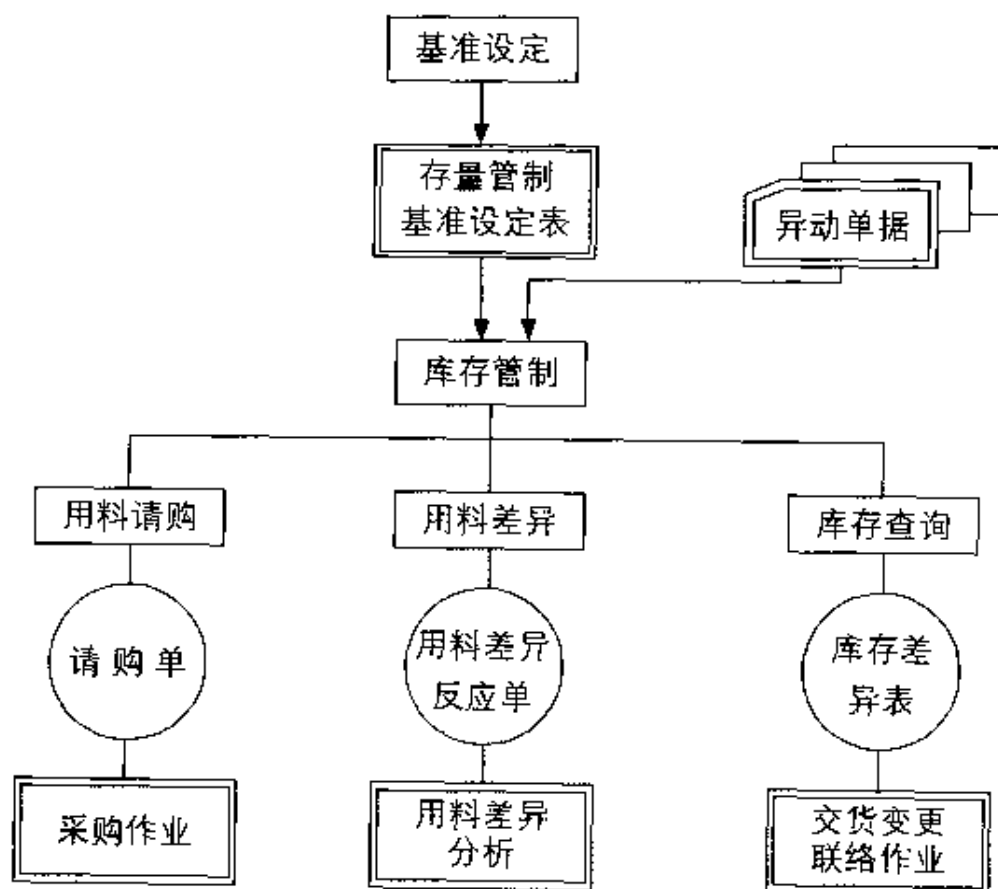 基准设定
存量管制
基准设定表
异动单据
库存管制
用料请购
用料差异
库存查询
请购单
用料差异
反应单
库存差
异表
采购作业
用料差异
分析
交货变更
联络作业